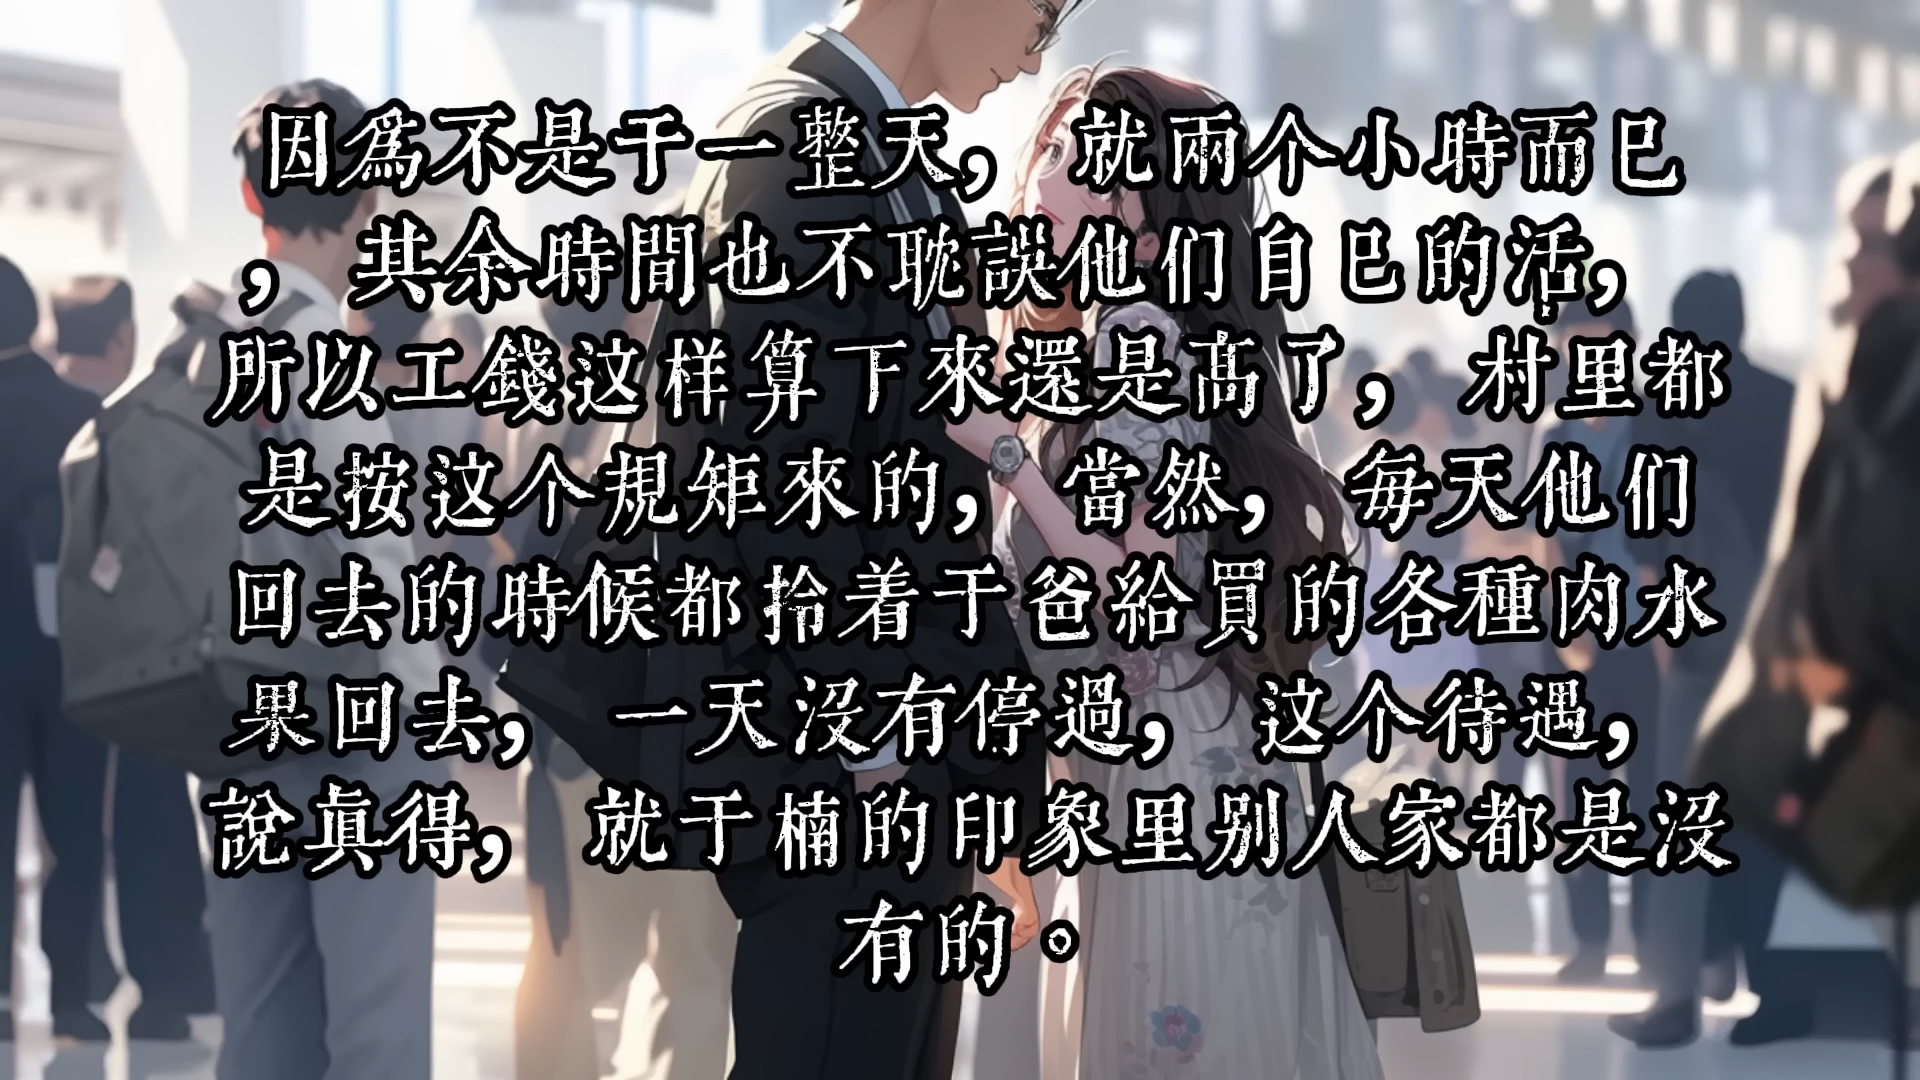 因爲不是干一整天，就兩个小時而已
，其余時間也不耽誤他们自已的活，
所以工錢这样算下來還是高了，村里都
是按这个規矩來的，當然，每天他们
回去的時候都拎着于爸給買的各種肉水
果回去，一天沒有停過，这个待遇，
說眞得，就于楠的印象里别人家都是沒
有的。